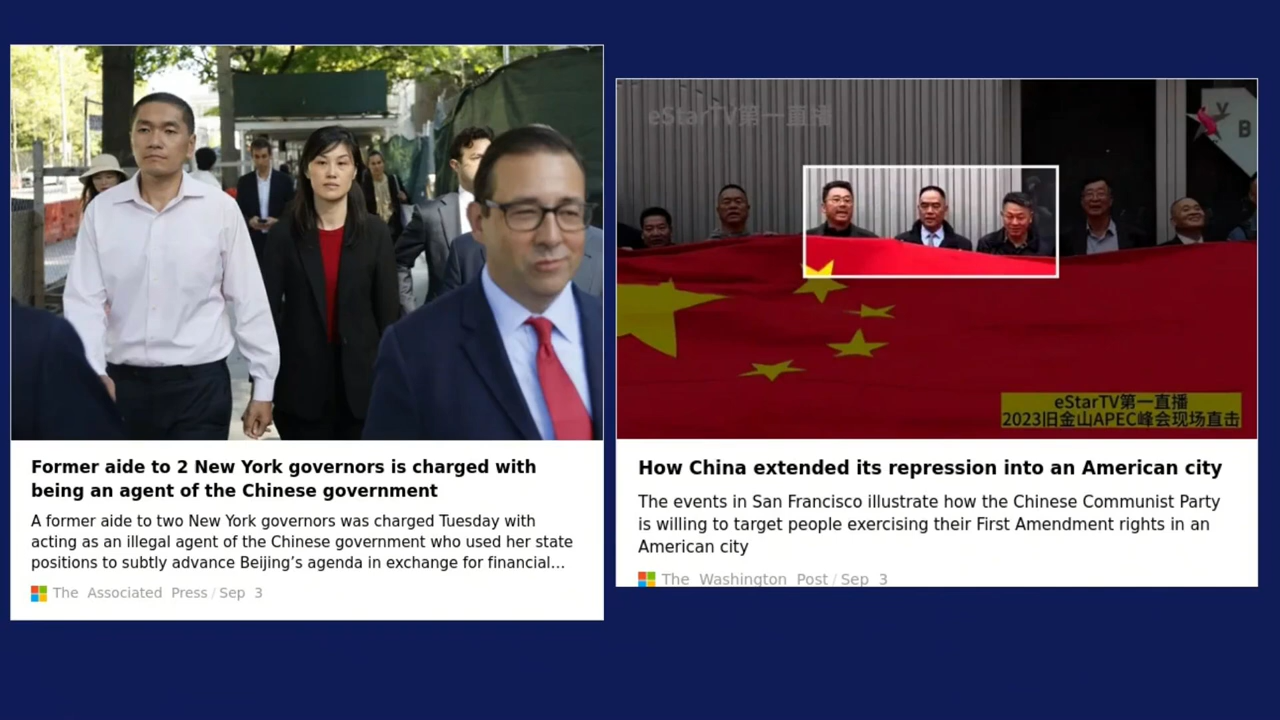 Former aide to 2 New York governors is charged with
being an agent of the Chinese government
A former aide to two New York governors was charged Tuesday with
acting as an illegal agent of the Chinese government who used her state
positions to subtly advance Beijing’s agenda in exchange for financial...
The Associated Press / Sep 3
eStarTV第一直播
V
B
eStarTV第一直播
2023旧金山APEC峰会现场直击
How China extended its repression into an American city
The events in San Francisco illustrate how the Chinese Communist Party
is willing to target people exercising their First Amendment rights in an
American city
The Washington Post / Sep 3